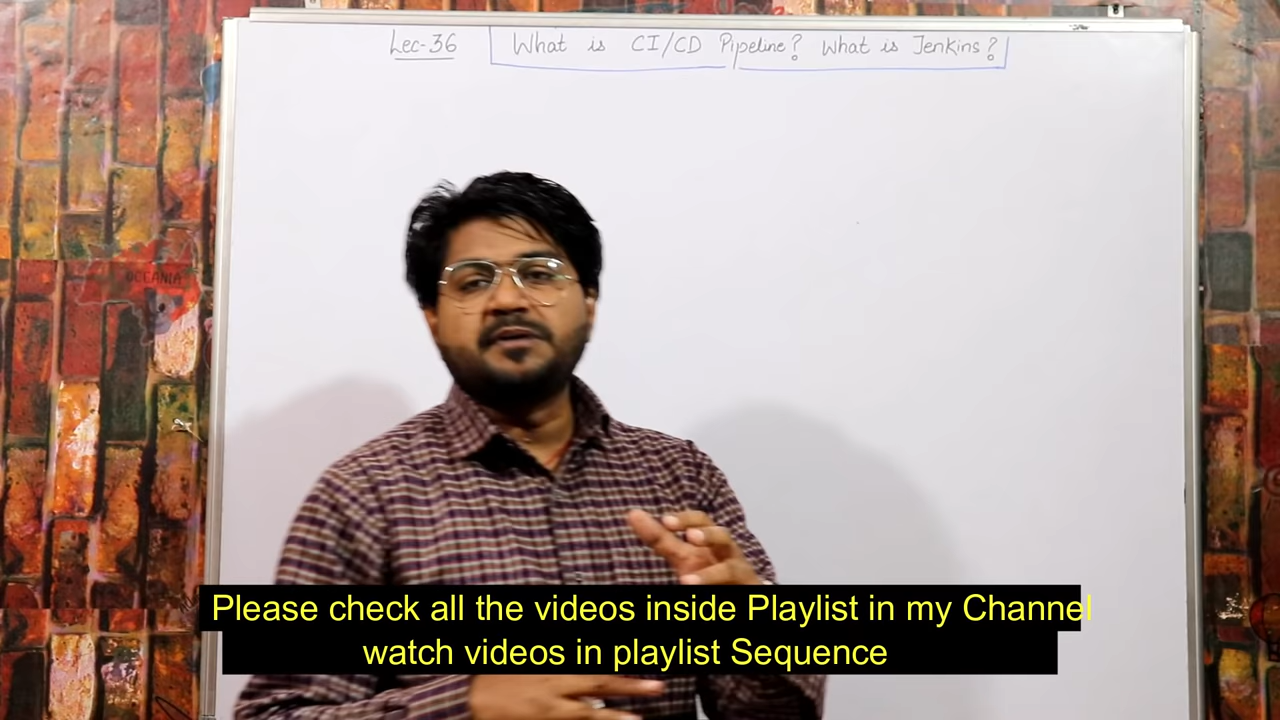 Lec-36 What is CI/CD Pipeline? What is Jenkins?
OCEANIA
Please check all the videos inside Playlist in my Channel
watch videos in playlist Sequence